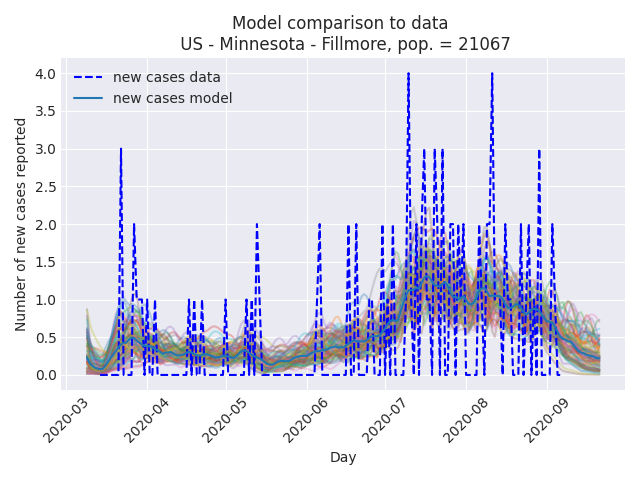 Model comparison to data
US - Minnesota - Fillmore, pop. = 21067
new cases data
new cases model
Number of new cases reported
4.0
3.5
3.0
2.5
2.0
1.5
1.0
0.5
0.0
2020-03
2020-04
2020-05
2020-06
2020-07
2020-08
2020-09
Day